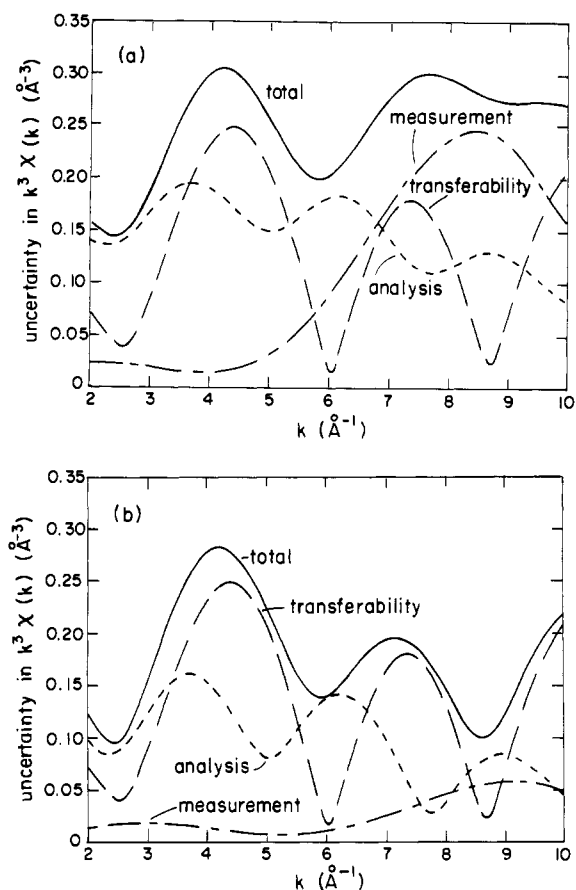 (a)
total
measurement
transferability
analysis
uncertainty in k³ χ(k) (Å⁻³)
0.35
0.30
0.25
0.20
0.15
0.10
0.05
0
2 3 4 5 6 7 8 9 10
k (Å⁻¹)
(b)
total
transferability
analysis
measurement
uncertainty in k³ χ(k) (Å⁻³)
0.35
0.30
0.25
0.20
0.15
0.10
0.05
0
2 3 4 5 6 7 8 9 10
k (Å⁻¹)